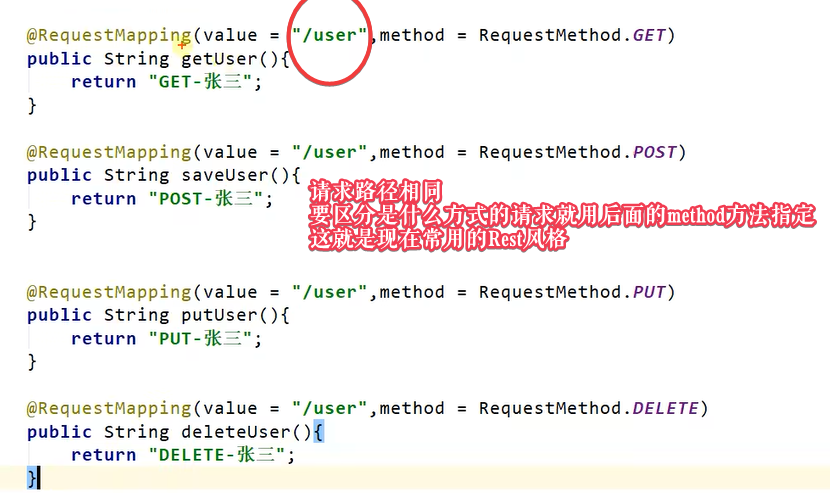 @RequestMapping(value = "/user",method = RequestMethod.GET)
public String getUser(){
return "GET-张三";
}
@RequestMapping(value = "/user",method = RequestMethod.POST)
public String saveUser(){
return "POST-张三";
}
请求路径相同
要区分是什么方式的请求就用后面的method方法指定
这就是现在常用的Rest风格
@RequestMapping(value = "/user",method = RequestMethod.PUT)
public String putUser(){
return "PUT-张三";
}
@RequestMapping(value = "/user",method = RequestMethod.DELETE)
public String deleteUser(){
return "DELETE-张三";
}